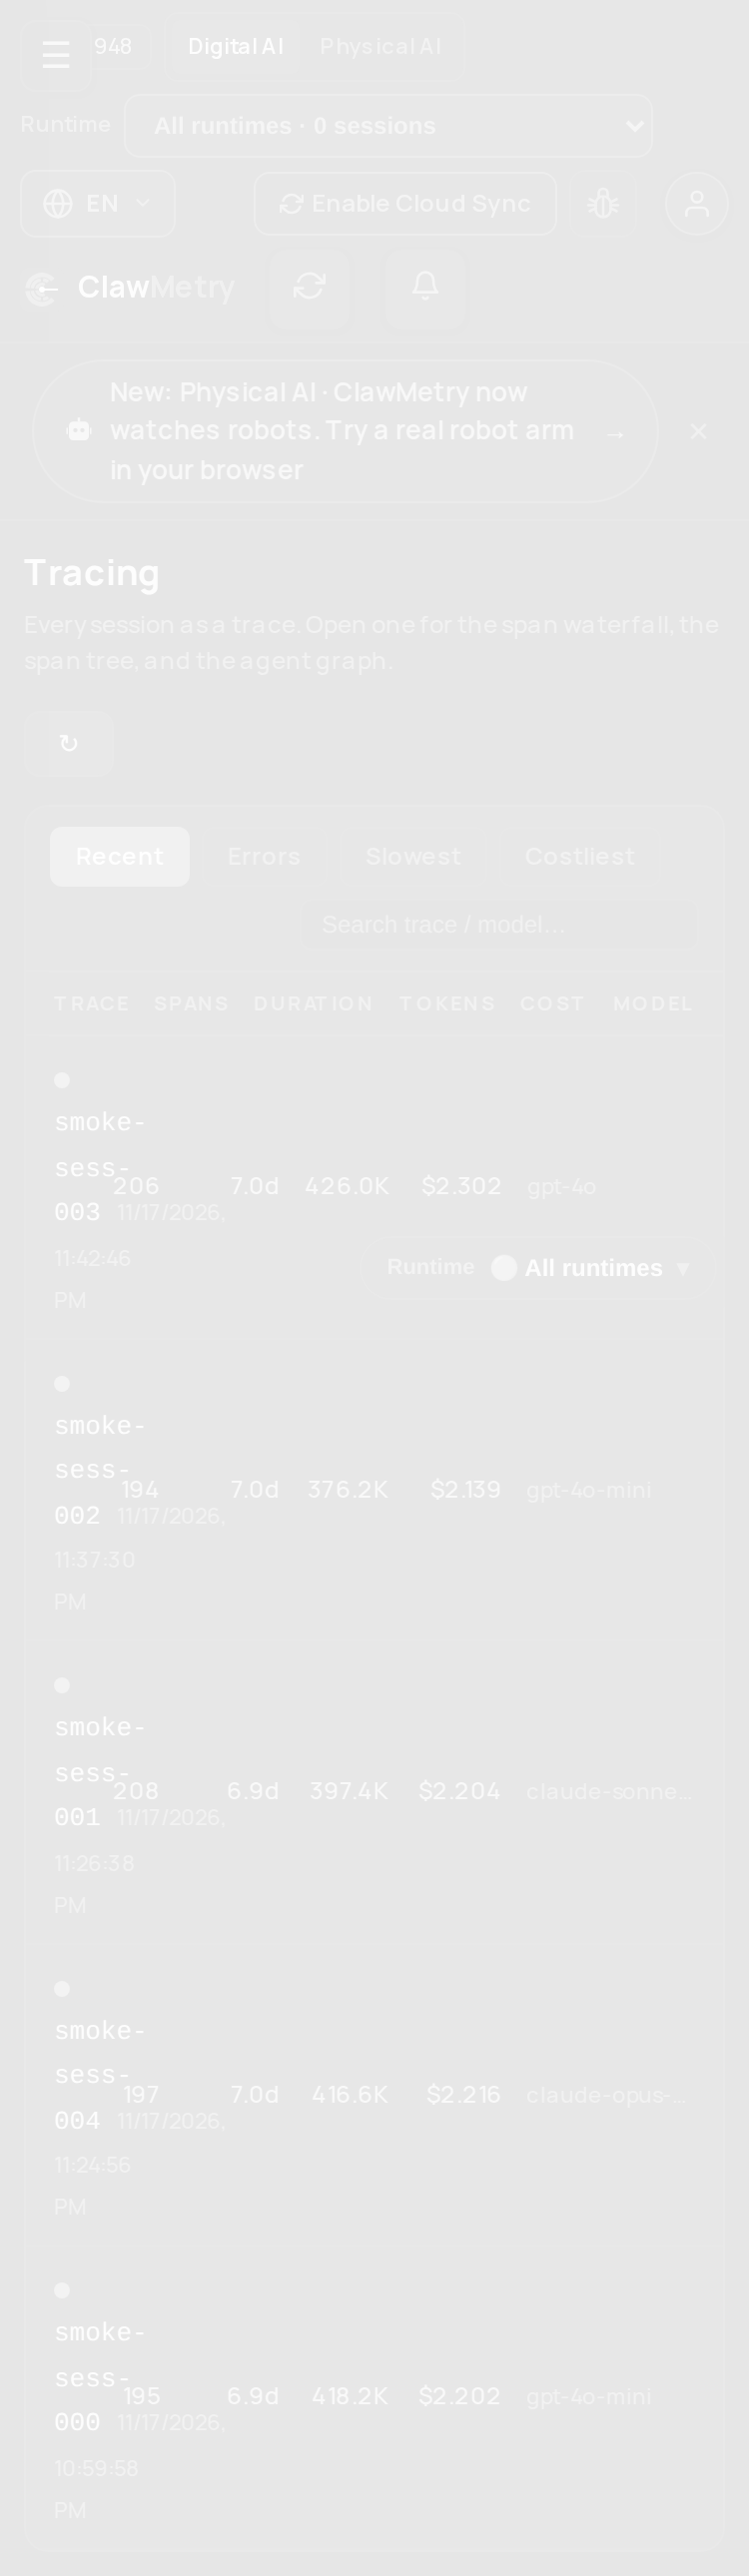 948 Digital AI Physical AI
Runtime All runtimes · 0 sessions
EN Enable Cloud Sync
ClawMetry
New: Physical AI · ClawMetry now
watches robots. Try a real robot arm →
in your browser
Tracing
Every session as a trace. Open one for the span waterfall, the
span tree, and the agent graph.
Recent Errors Slowest Costliest
Search trace / model...
TRACE SPANS DURATION TOKENS COST MODEL
smoke-
sess-
206 7.0d 426.0K $2.302 gpt-4o
003 11/17/2026,
11:42:46
PM
Runtime All runtimes ▾
smoke-
sess-
194 7.0d 376.2K $2.139 gpt-4o-mini
002 11/17/2026,
11:37:30
PM
smoke-
sess-
208 6.9d 397.4K $2.204 claude-sonne...
001 11/17/2026,
11:26:38
PM
smoke-
sess-
197 7.0d 416.6K $2.216 claude-opus-...
004 11/17/2026,
11:24:56
PM
smoke-
sess-
195 6.9d 418.2K $2.202 gpt-4o-mini
000 11/17/2026,
10:59:58
PM